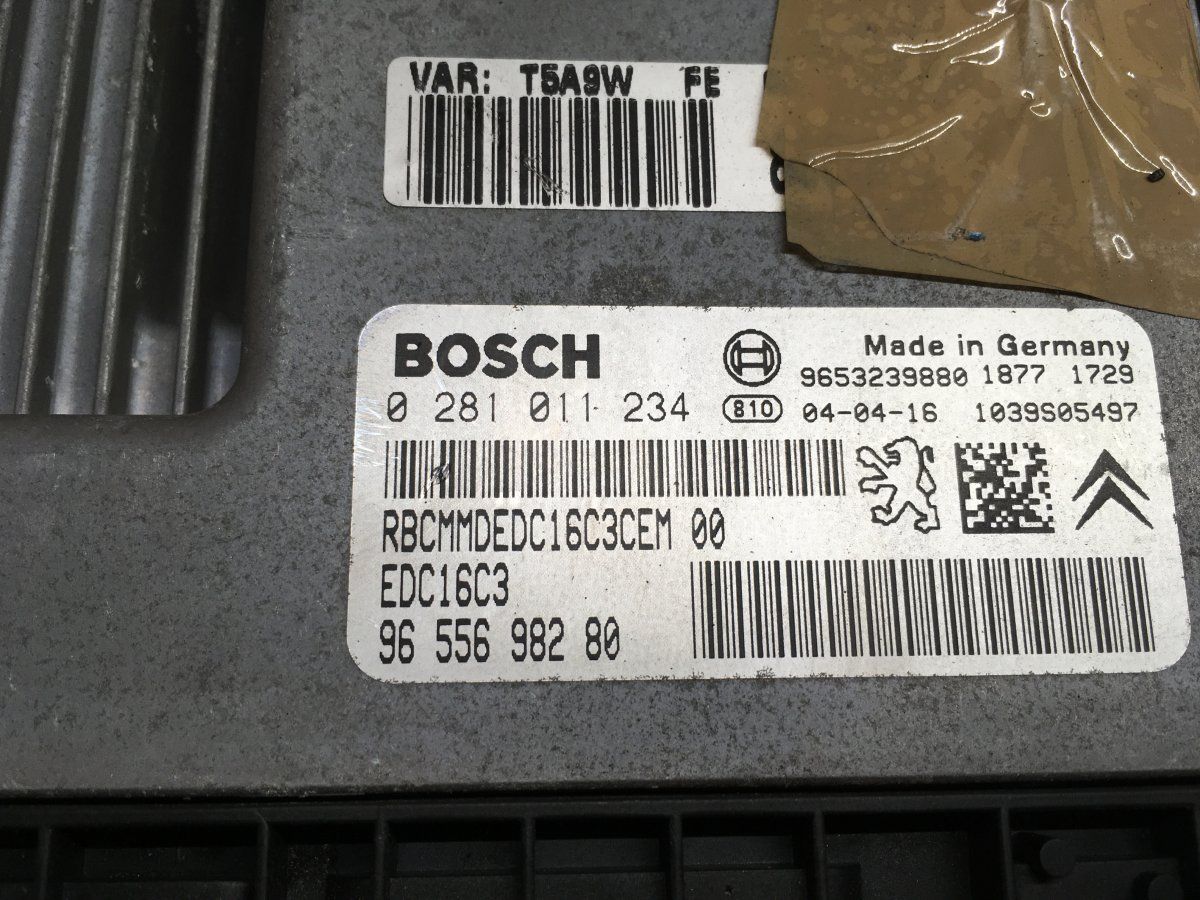 VAR: T5A9W FE
BOSCH
Made in Germany
9653239880 1877 1729
0 281 011 234 810 04-04-16 1039S05497
RBCMMDEDC16C3CEM 00
EDC16C3
96 556 982 80